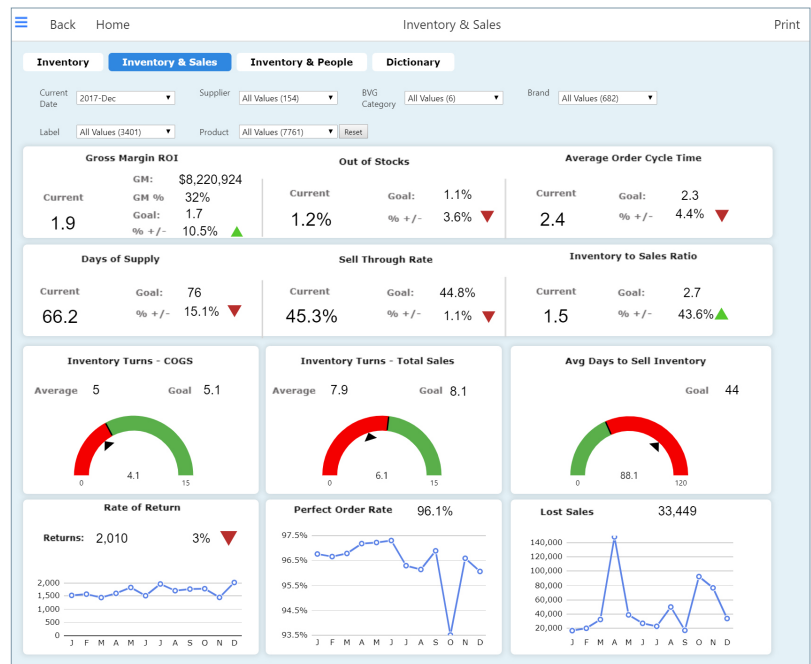 Back Home Inventory & Sales Print
Inventory Inventory & Sales Inventory & People Dictionary
Current Date 2017-Dec Supplier All Values (154) BVG Category All Values (6) Brand All Values (682)
Label All Values (3401) Product All Values (7761) Reset
Gross Margin ROI
GM: $8,220,924
Current GM % 32%
1.9 Goal: 1.7
% +/- 10.5%
Out of Stocks
Current Goal: 1.1%
1.2% % +/- 3.6%
Average Order Cycle Time
Current Goal: 2.3
2.4 % +/- 4.4%
Days of Supply
Current Goal: 76
66.2 % +/- 15.1%
Sell Through Rate
Current Goal: 44.8%
45.3% % +/- 1.1%
Inventory to Sales Ratio
Current Goal: 2.7
1.5 % +/- 43.6%
Inventory Turns - COGS
Average 5 Goal 5.1
4.1
0 15
Inventory Turns - Total Sales
Average 7.9 Goal 8.1
6.1
0 15
Avg Days to Sell Inventory
Goal 44
88.1
0 120
Rate of Return
Returns: 2,010 3%
2,000
1,500
1,000
500
0
J F M A M J J A S O N D
Perfect Order Rate 96.1%
97.5%
96.5%
95.5%
94.5%
93.5%
J F M A M J J A S O N D
Lost Sales 33,449
140,000
120,000
100,000
80,000
60,000
40,000
20,000
J F M A M J J A S O N D